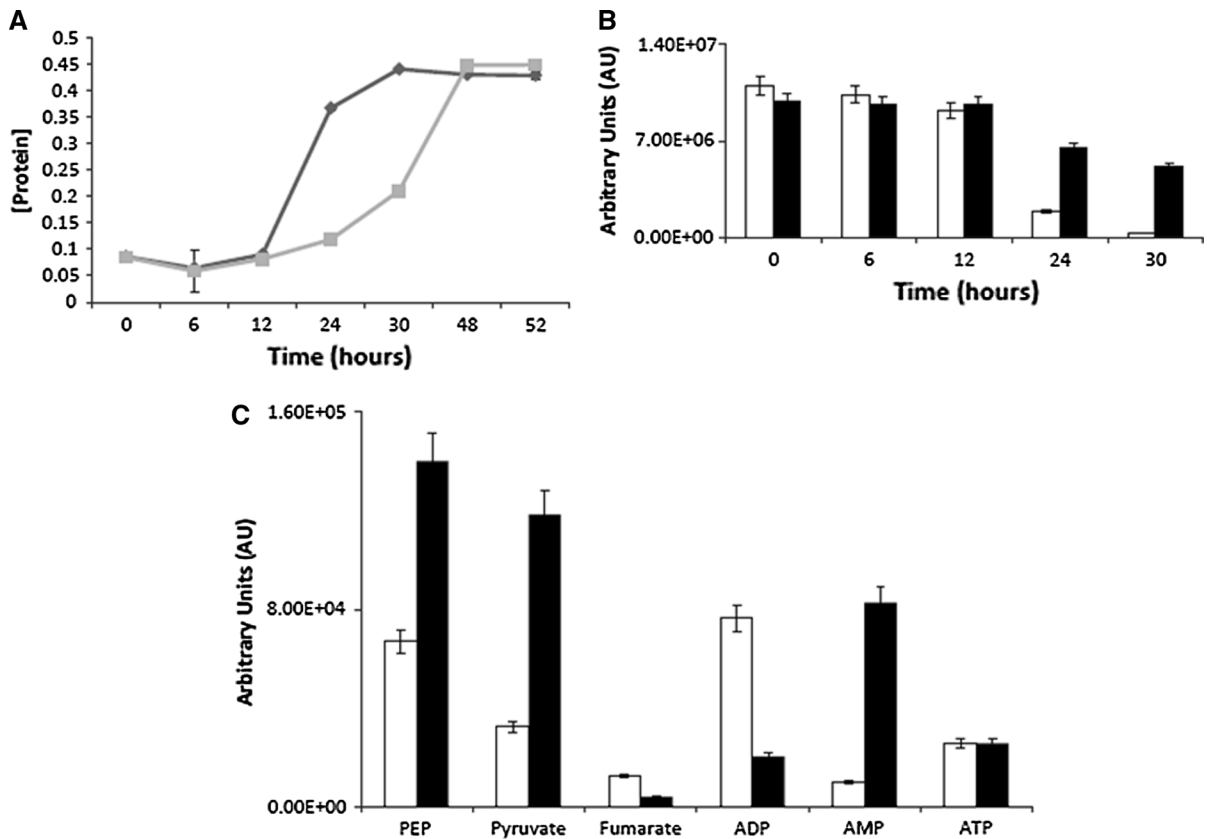 A
[Protein]
0.5
0.45
0.4
0.35
0.3
0.25
0.2
0.15
0.1
0.05
0
0 6 12 24 30 48 52
Time (hours)
B
Arbitrary Units (AU)
1.40E+07
7.00E+06
0.00E+00
0 6 12 24 30
Time (hours)
C
Arbitrary Units (AU)
1.60E+05
8.00E+04
0.00E+00
PEP Pyruvate Fumarate ADP AMP ATP